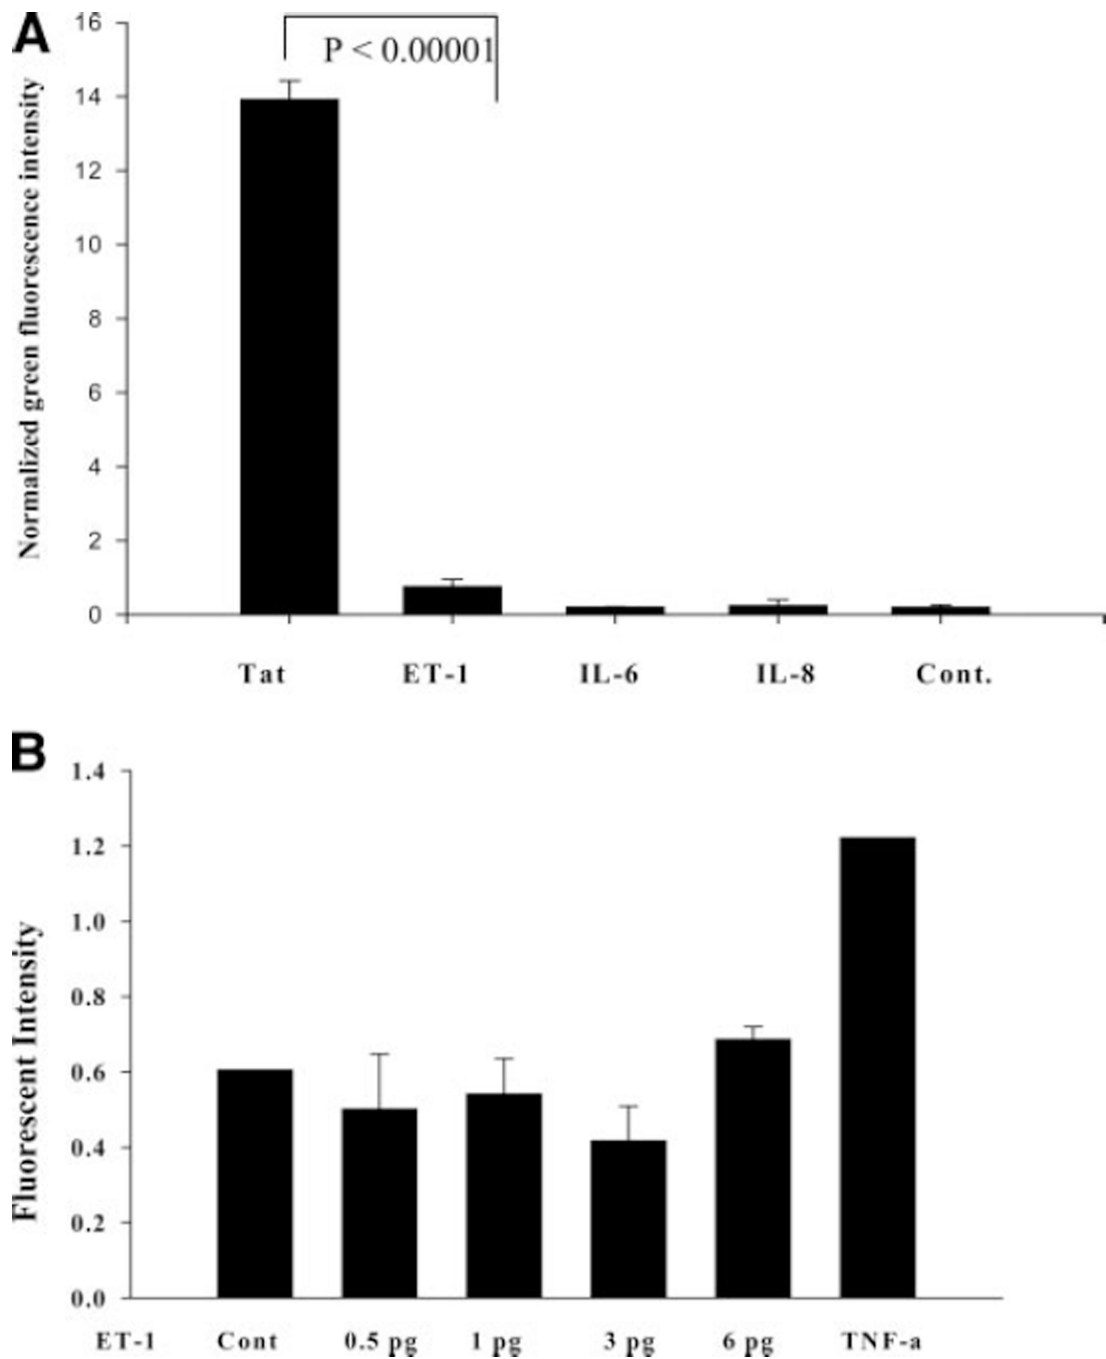 A
Normalized green fluorescence intensity
16
14
12
10
8
6
4
2
0
P < 0.00001
Tat ET-1 IL-6 IL-8 Cont.
B
Fluorescent Intensity
1.4
1.2
1.0
0.8
0.6
0.4
0.2
0.0
ET-1 Cont 0.5 pg 1 pg 3 pg 6 pg TNF-a